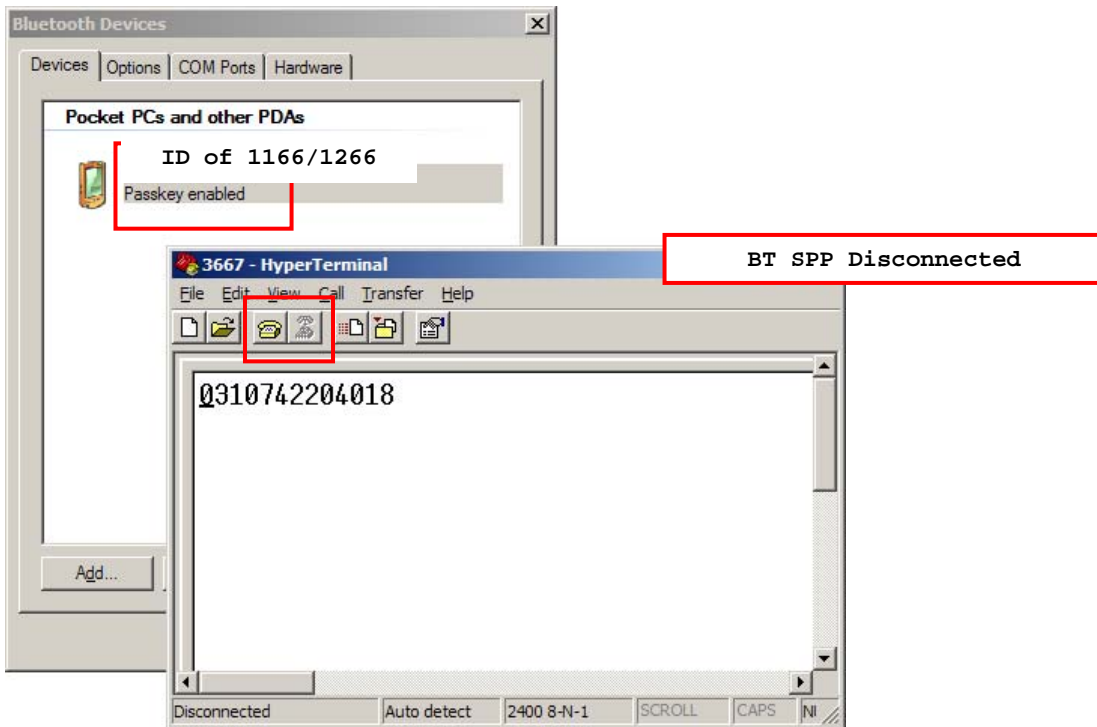 Bluetooth Devices
Devices Options COM Ports Hardware
Pocket PCs and other PDAs
ID of 1166/1266
Passkey enabled
BT SPP Disconnected
3667 - HyperTerminal
File Edit View Call Transfer Help
0310742204018
Add...
Disconnected Auto detect 2400 8-N-1 SCROLL CAPS